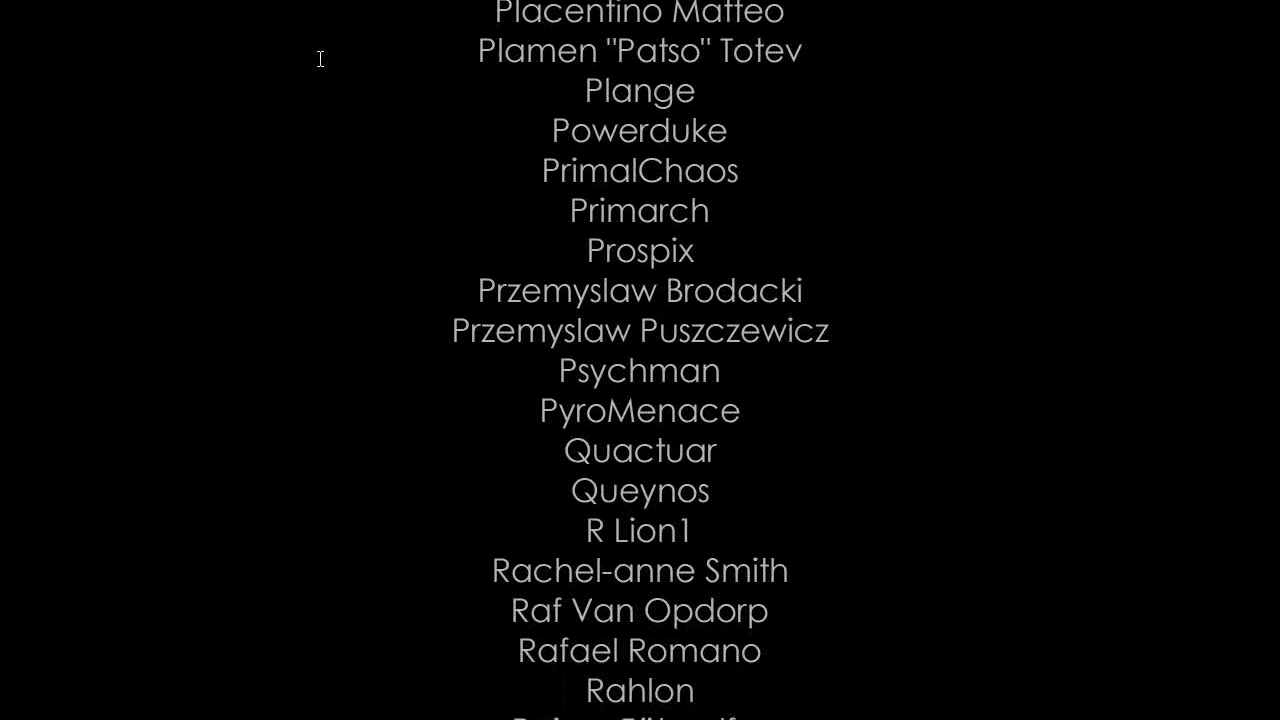 Placentino Matteo
Plamen "Patso" Totev
Plange
Powerduke
PrimalChaos
Primarch
Prospix
Przemyslaw Brodacki
Przemyslaw Puszczewicz
Psychman
PyroMenace
Quactuar
Queynos
R Lion1
Rachel-anne Smith
Raf Van Opdorp
Rafael Romano
Rahlon